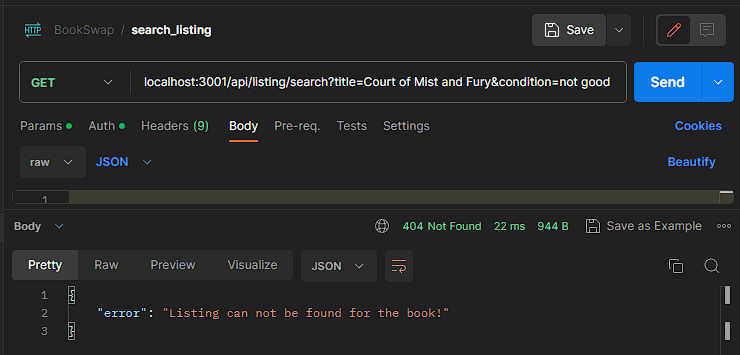 HTTP BookSwap / search_listing Save
GET localhost:3001/api/listing/search?title=Court of Mist and Fury&condition=not good Send
Params Auth Headers (9) Body Pre-req. Tests Settings Cookies
raw JSON Beautify
1
Body 404 Not Found 22 ms 944 B Save as Example
Pretty Raw Preview Visualize JSON
1 {
2 "error": "Listing can not be found for the book!"
3 }